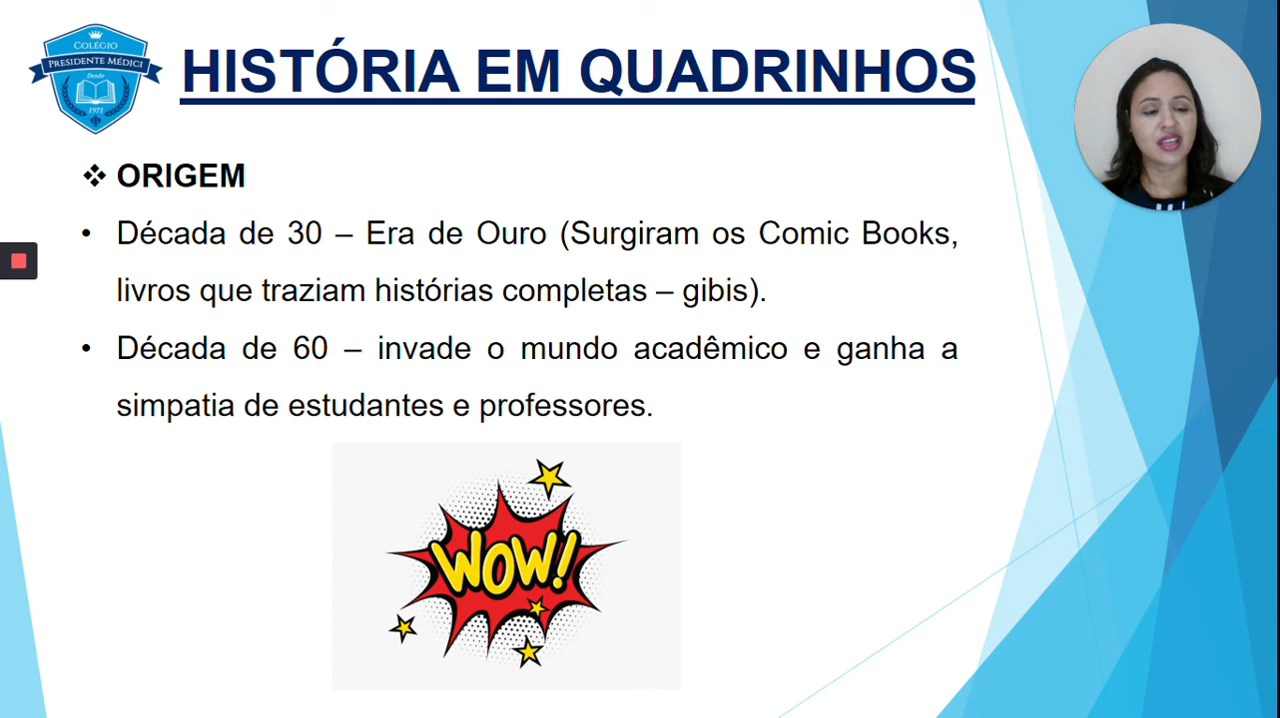 COLÉGIO
PRESIDENTE MÉDICI
Desde
1971
HISTÓRIA EM QUADRINHOS
❖ ORIGEM
• Década de 30 – Era de Ouro (Surgiram os Comic Books,
livros que traziam histórias completas – gibis).
• Década de 60 – invade o mundo acadêmico e ganha a
simpatia de estudantes e professores.
WOW!